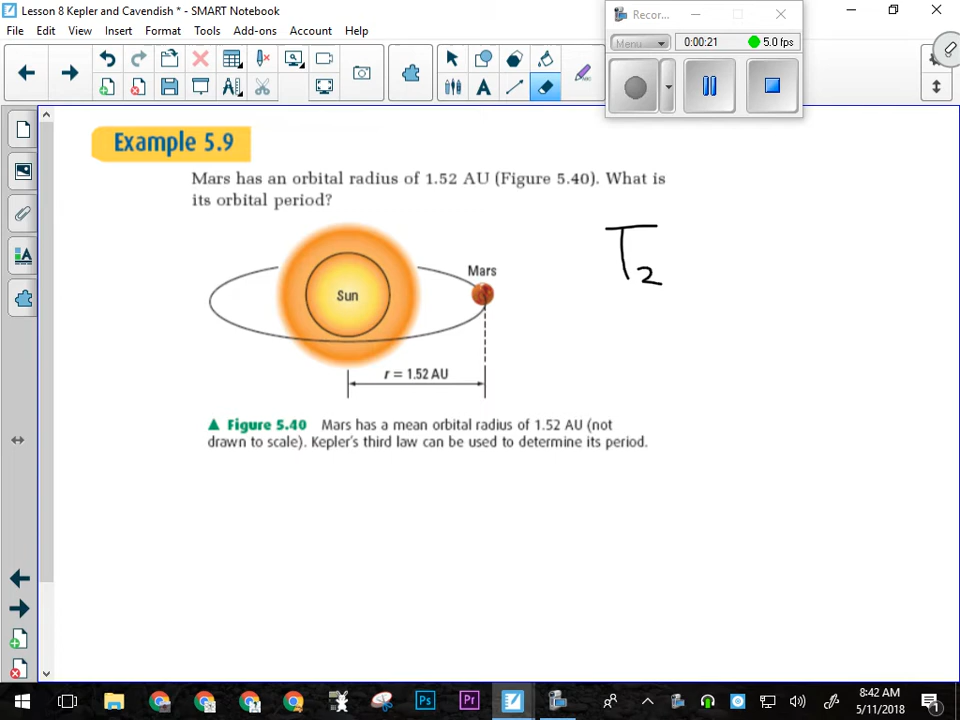 Lesson 8 Kepler and Cavendish * - SMART Notebook
Recor...
File Edit View Insert Format Tools Add-ons Account Help
Menu
0:00:21
5.0 fps
A
A
Example 5.9
Mars has an orbital radius of 1.52 AU (Figure 5.40). What is
its orbital period?
T2
Mars
Sun
r = 1.52 AU
▲ Figure 5.40 Mars has a mean orbital radius of 1.52 AU (not
drawn to scale). Kepler's third law can be used to determine its period.
Ps
Pr
8:42 AM
5/11/2018
1